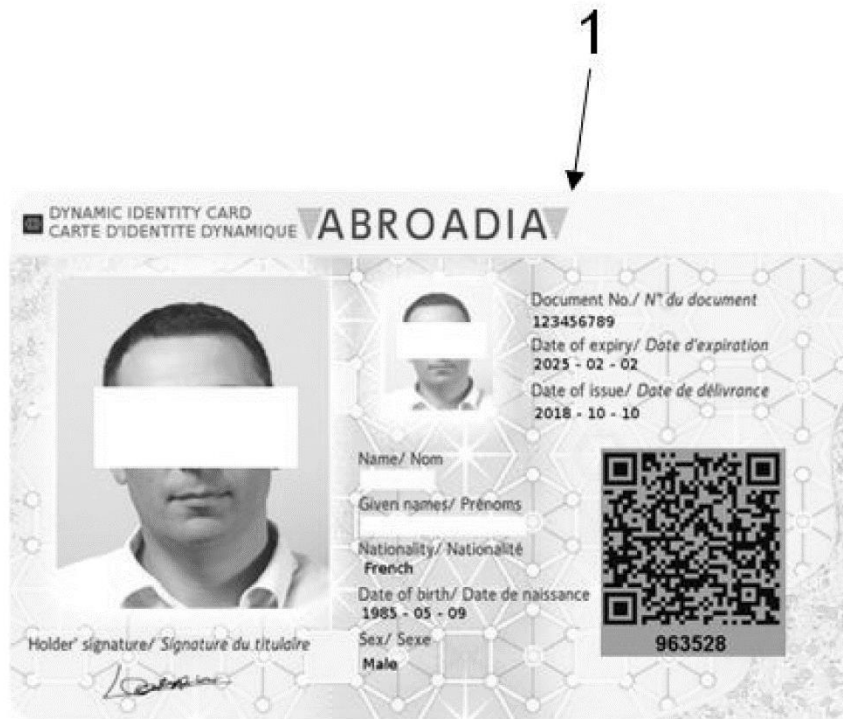 1
DYNAMIC IDENTITY CARD
CARTE D'IDENTITE DYNAMIQUE
ABROADIA
Document No./ N° du document
123456789
Date of expiry/ Date d'expiration
2025 - 02 - 02
Date of issue/ Date de délivrance
2018 - 10 - 10
Name/ Nom
Given names/ Prénoms
Nationality/ Nationalité
French
Date of birth/ Date de naissance
1985 - 05 - 09
Sex/ Sexe
Male
Holder' signature/ Signature du titulaire
963528